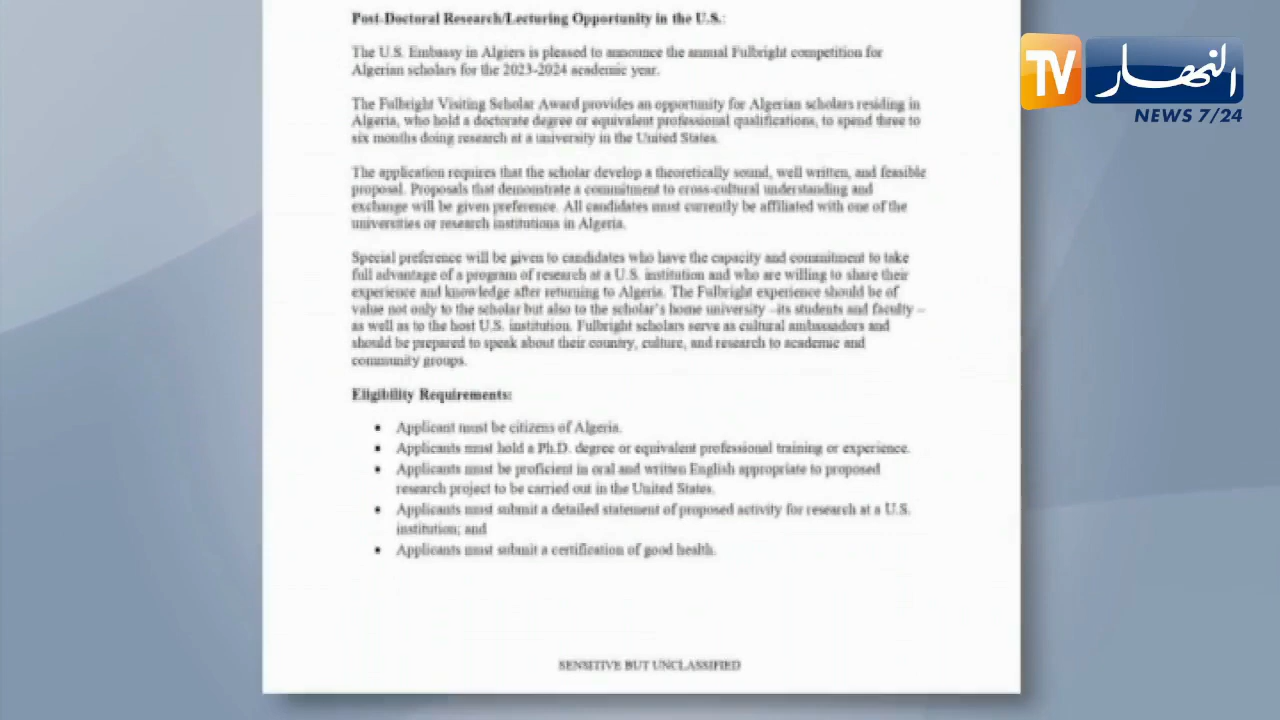 Post-Doctoral Research/Lecturing Opportunity in the U.S.:
The U.S. Embassy in Algiers is pleased to announce the annual Fulbright competition for
Algerian scholars for the 2023-2024 academic year.
The Fulbright Visiting Scholar Award provides an opportunity for Algerian scholars residing in
Algeria, who hold a doctorate degree or equivalent professional qualifications, to spend three to
six months doing research at a university in the United States.
The application requires that the scholar develop a theoretically sound, well written, and feasible
proposal. Proposals that demonstrate a commitment to cross-cultural understanding and
exchange will be given preference. All candidates must currently be affiliated with one of the
universities or research institutions in Algeria.
Special preference will be given to candidates who have the capacity and commitment to take
full advantage of a program of research at a U.S. institution and who are willing to share their
experience and knowledge after returning to Algeria. The Fulbright experience should be of
value not only to the scholar but also to the scholar's home university –its students and faculty –
as well as to the host U.S. institution. Fulbright scholars serve as cultural ambassadors and
should be prepared to speak about their country, culture, and research to academic and
community groups.
Eligibility Requirements:
• Applicant must be citizens of Algeria.
• Applicants must hold a Ph.D. degree or equivalent professional training or experience.
• Applicants must be proficient in oral and written English appropriate to proposed
research project to be carried out in the United States.
• Applicants must submit a detailed statement of proposed activity for research at a U.S.
institution; and
• Applicants must submit a certification of good health.
SENSITIVE BUT UNCLASSIFIED
TV النهار
NEWS 7/24